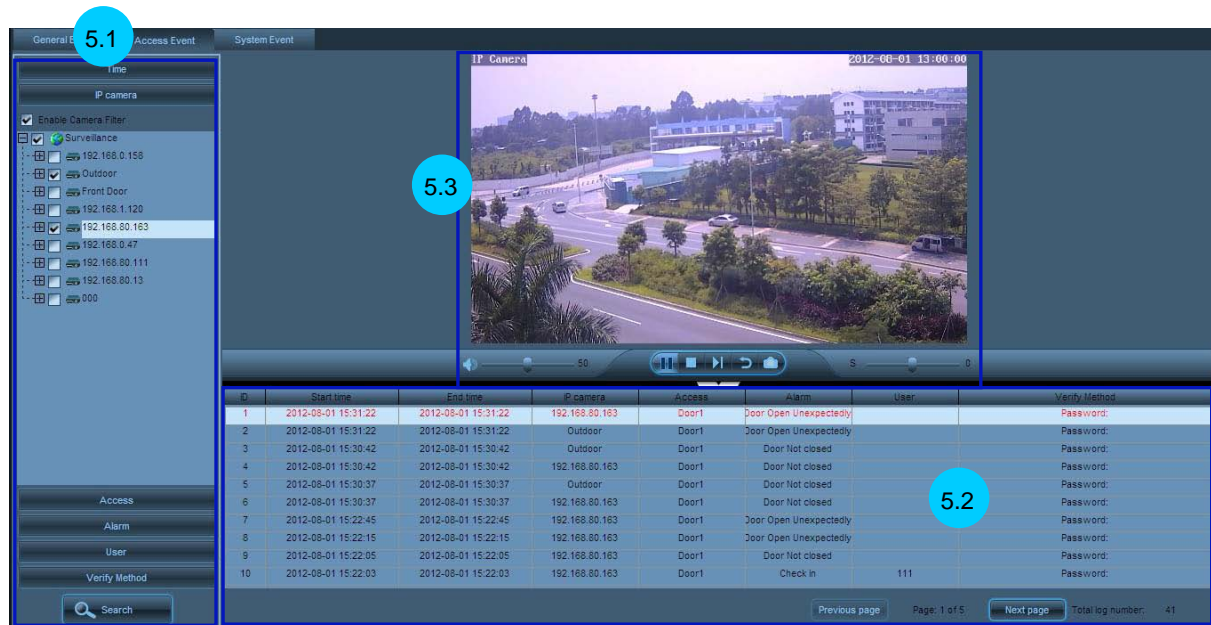 General E 5.1 Access Event System Event
Time
IP camera
Enable Camera Filter
Surveillance
192.168.0.158
Outdoor
Front Door
192.168.1.120
192.168.80.163
192.168.0.47
192.168.80.111
192.168.80.13
000
Access
Alarm
User
Verify Method
Search
IP Camera 2012-08-01 13:00:00
5.3
50 S 0
ID Start time End time IP camera Access Alarm User Verify Method
1 2012-08-01 15:31:22 2012-08-01 15:31:22 192.168.80.163 Door1 Door Open Unexpectedly Password:
2 2012-08-01 15:31:22 2012-08-01 15:31:22 Outdoor Door1 Door Open Unexpectedly Password:
3 2012-08-01 15:30:42 2012-08-01 15:30:42 Outdoor Door1 Door Not closed Password:
4 2012-08-01 15:30:42 2012-08-01 15:30:42 192.168.80.163 Door1 Door Not closed Password:
5 2012-08-01 15:30:37 2012-08-01 15:30:37 Outdoor Door1 Door Not closed Password:
6 2012-08-01 15:30:37 2012-08-01 15:30:37 192.168.80.163 Door1 Door Not closed Password:
5.2
7 2012-08-01 15:22:45 2012-08-01 15:22:45 192.168.80.163 Door1 Door Open Unexpectedly Password:
8 2012-08-01 15:22:15 2012-08-01 15:22:15 192.168.80.163 Door1 Door Open Unexpectedly Password:
9 2012-08-01 15:22:05 2012-08-01 15:22:05 192.168.80.163 Door1 Door Not closed Password:
10 2012-08-01 15:22:03 2012-08-01 15:22:03 192.168.80.163 Door1 Check in 111 Password:
Previous page Page: 1 of 5 Next page Total log number: 41